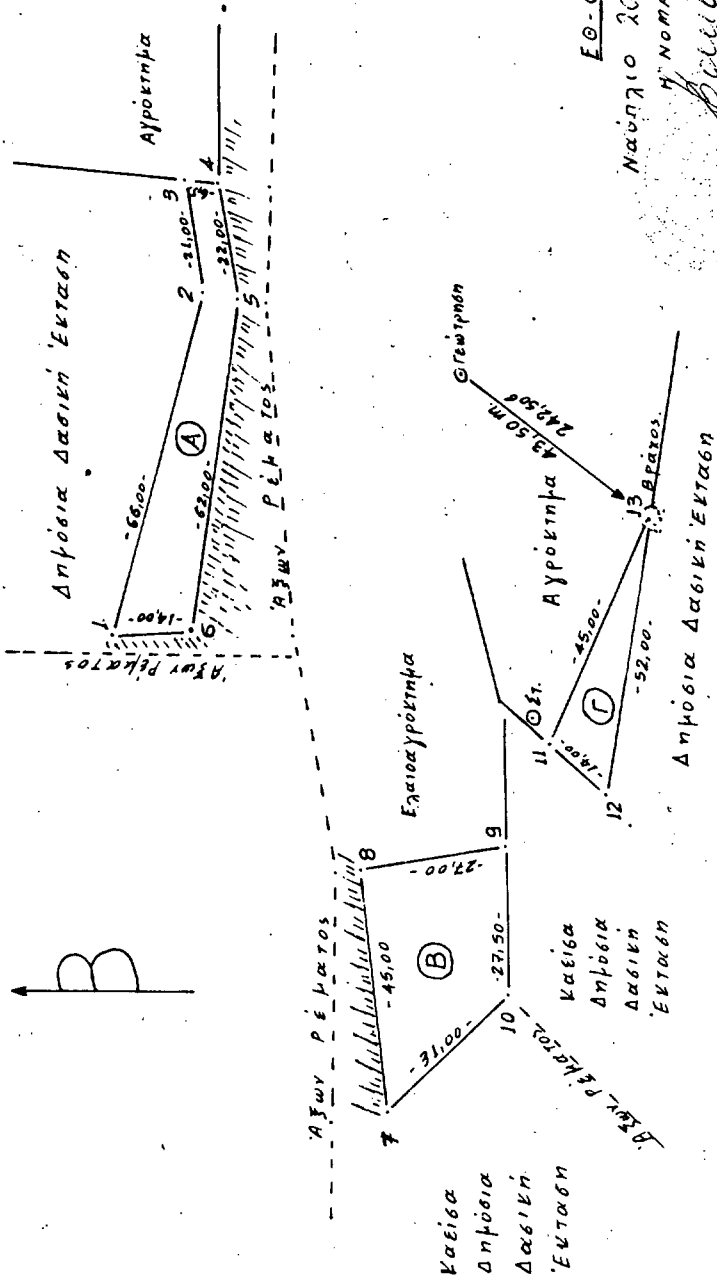 Β
Δημόσια Δασική Έκταση
Αγρόκτημα
1
-66,00-
2
-21,00-
3
4
-22,00-
5
-62,00-
6
-14,00-
Α
Άξων Ρέματος
Άξων Ρέματος
Άξων Ρέματος
7
-45,00
8
-27,00-
9
-27,50-
10
-31,00-
Β
Ελαιοαγρόκτημα
Άξων Ρέματος
Καείσα
Δημόσια
Δασική
Έκταση
Καείσα
Δημόσια
Δασική
Έκταση
Γεώτρηση
43,50 m.
Αγρόκτημα
Στ.
11
-45,00-
13
Βράχος.
-14,00-
Γ
-52,00-
12
Δημόσια Δασική Έκταση
ΕΘ-
Ναύπλιο 20
Η ΝΟΜΑ